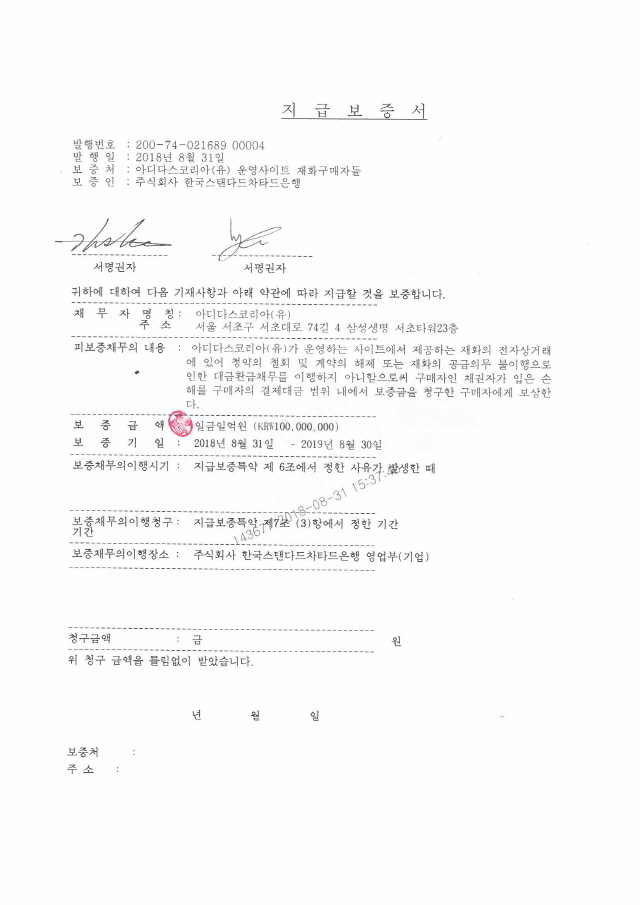 지 급 보 증 서
발행번호 : 200-74-021689 00004
발 행 일 : 2018년 8월 31일
보 증 처 : 아디다스코리아(유) 운영사이트 재화구매자들
보 증 인 : 주식회사 한국스탠다드차타드은행
서명권자 서명권자
귀하에 대하여 다음 기재사항과 아래 약관에 따라 지급할 것을 보증합니다.
채 무 자 명 칭 : 아디다스코리아(유)
주 소 서울 서초구 서초대로 74길 4 삼성생명 서초타워23층
피보증채무의 내용 : 아디다스코리아(유)가 운영하는 사이트에서 제공하는 재화의 전자상거래
에 있어 청약의 철회 및 계약의 해제 또는 재화의 공급의무 불이행으로
인한 대금환급채무를 이행하지 아니함으로써 구매자인 채권자가 입은 손
해를 구매자의 결제대금 범위 내에서 보증금을 청구한 구매자에게 보상한
다.
보 증 금 액 일금일억원 (KRW100,000,000)
보 증 기 일 : 2018년 8월 31일 - 2019년 8월 30일
보증채무의이행시기 : 지급보증특약 제 6조에서 정한 사유가 발생한 때
보증채무의이행청구 : 지급보증특약 제7조 (3)항에서 정한 기간
기간
보증채무의이행장소 : 주식회사 한국스탠다드차타드은행 영업부(기업)
청구금액 : 금 원
위 청구 금액을 틀림없이 받았습니다.
년 월 일
보증처 :
주 소 :